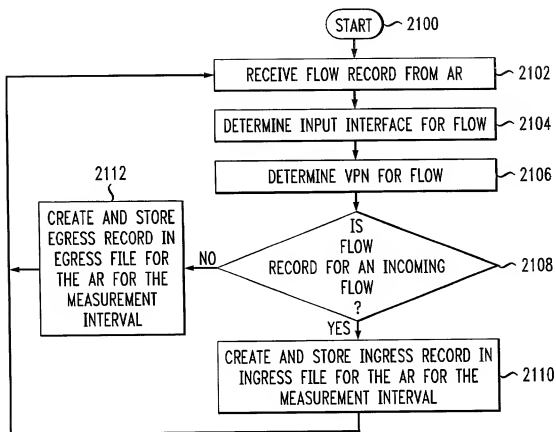 START
2100
RECEIVE FLOW RECORD FROM AR
2102
DETERMINE INPUT INTERFACE FOR FLOW
2104
DETERMINE VPN FOR FLOW
2106
2112
CREATE AND STORE
EGRESS RECORD IN
EGRESS FILE FOR
THE AR FOR THE
MEASUREMENT
INTERVAL
NO
IS
FLOW
RECORD FOR AN INCOMING
FLOW
?
2108
YES
CREATE AND STORE INGRESS RECORD IN
INGRESS FILE FOR THE AR FOR THE
MEASUREMENT INTERVAL
2110